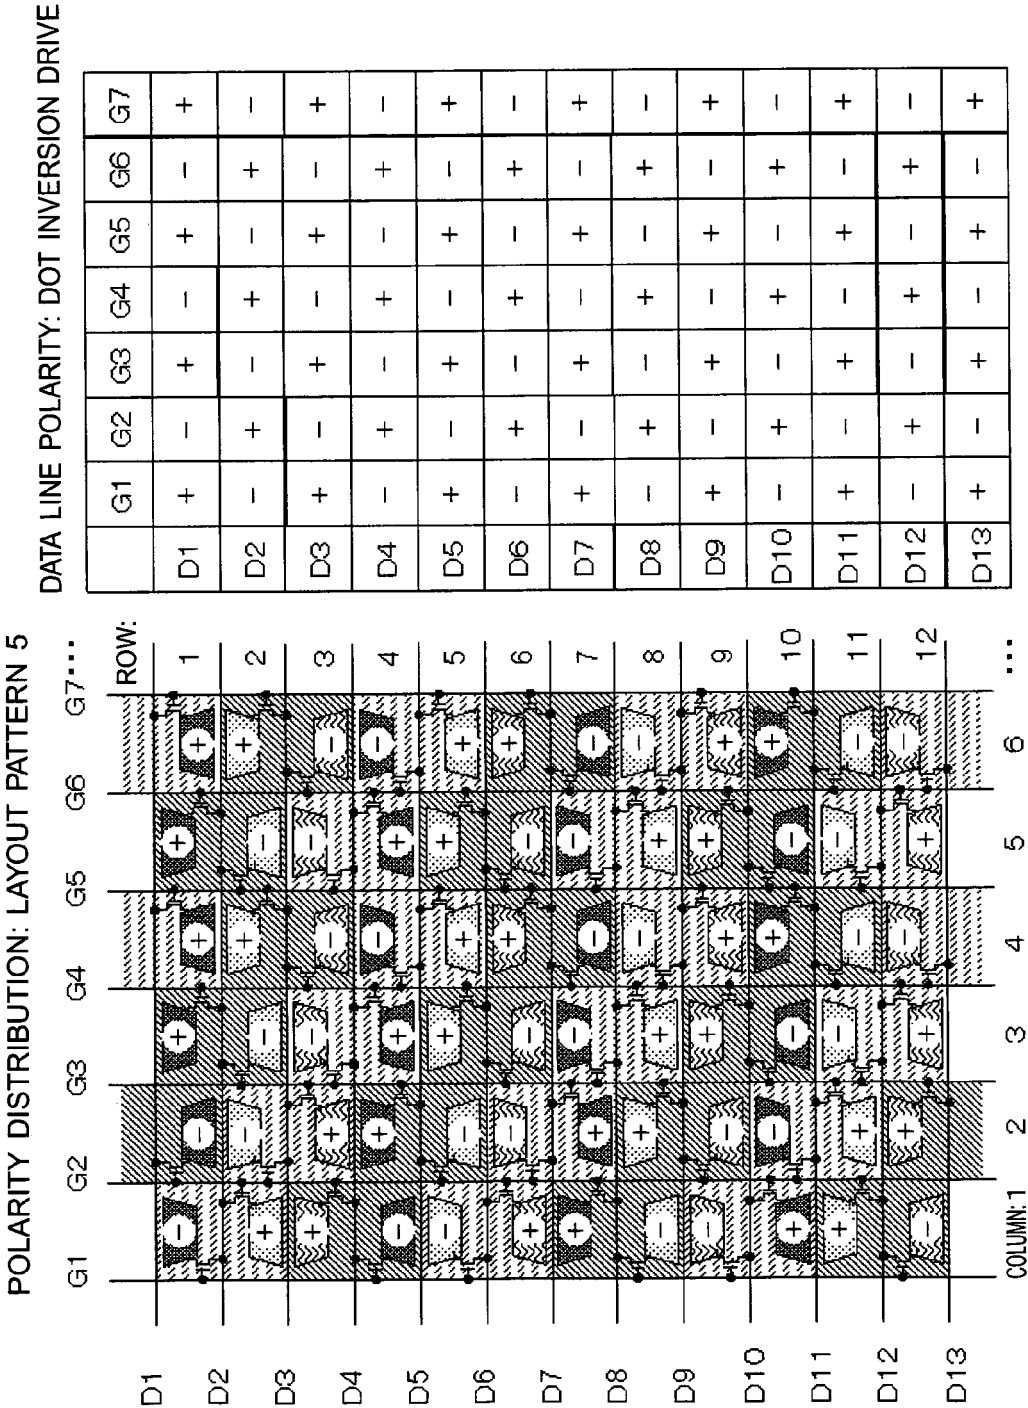 POLARITY DISTRIBUTION: LAYOUT PATTERN 5
G1 G2 G3 G4 G5 G6 G7 ···
ROW:
D1
− − + + + + 1
D2
+ − − + − + 2
D3
+ + − − − − 3
D4
− + + − + − 4
D5
− − + + + + 5
D6
+ − − + − + 6
D7
+ + − − − − 7
D8
− + + − + − 8
D9
− − + + + + 9
D10
+ − − + − + 10
D11
+ + − − − − 11
D12
− + + − + − 12
D13
COLUMN: 1 2 3 4 5 6 ···
DATA LINE POLARITY: DOT INVERSION DRIVE
G1 G2 G3 G4 G5 G6 G7
D1 + − + − + − +
D2 − + − + − + −
D3 + − + − + − +
D4 − + − + − + −
D5 + − + − + − +
D6 − + − + − + −
D7 + − + − + − +
D8 − + − + − + −
D9 + − + − + − +
D10 − + − + − + −
D11 + − + − + − +
D12 − + − + − + −
D13 + − + − + − +